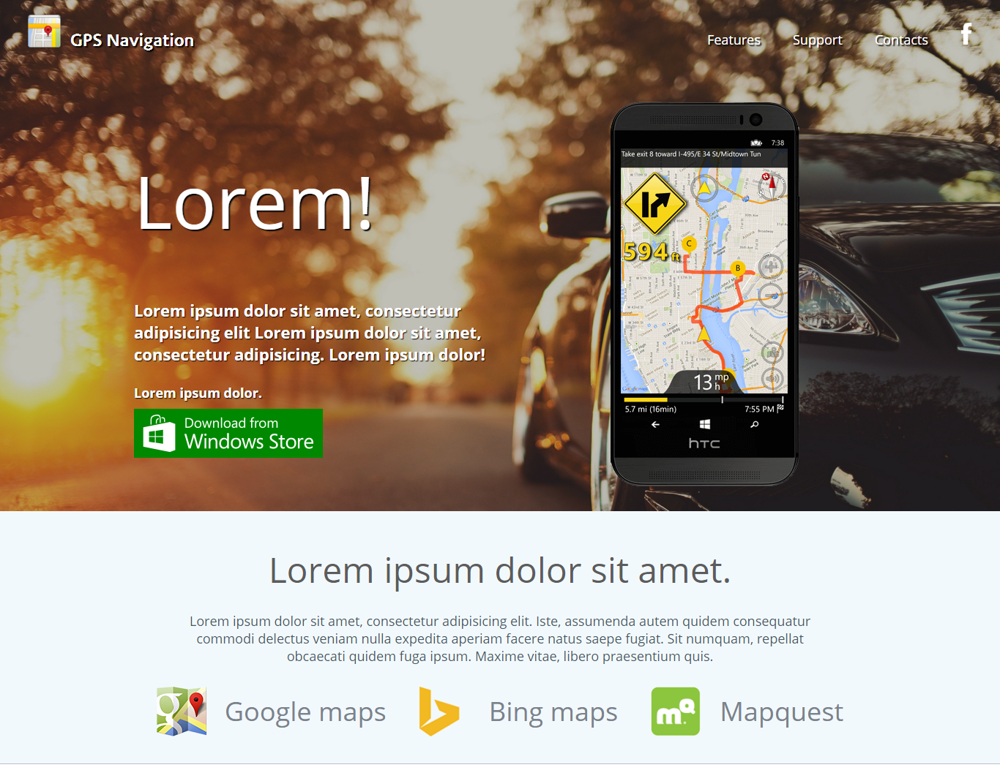 GPS Navigation
Features
Support
Contacts
f
7:38
Take exit 8 toward I-495/E 34 St/Midtown Tun
Lorem!
594 ft
C
B
Lorem ipsum dolor sit amet, consectetur
adipisicing elit Lorem ipsum dolor sit amet,
consectetur adipisicing. Lorem ipsum dolor!
13 mp
h
Lorem ipsum dolor.
5.7 mi (16min)
7:55 PM
Download from
Windows Store
hTC
Lorem ipsum dolor sit amet.
Lorem ipsum dolor sit amet, consectetur adipisicing elit. Iste, assumenda autem quidem consequatur
commodi delectus veniam nulla expedita aperiam facere natus saepe fugiat. Sit numquam, repellat
obcaecati quidem fuga ipsum. Maxime vitae, libero praesentium quis.
Google maps
Bing maps
mq
Mapquest